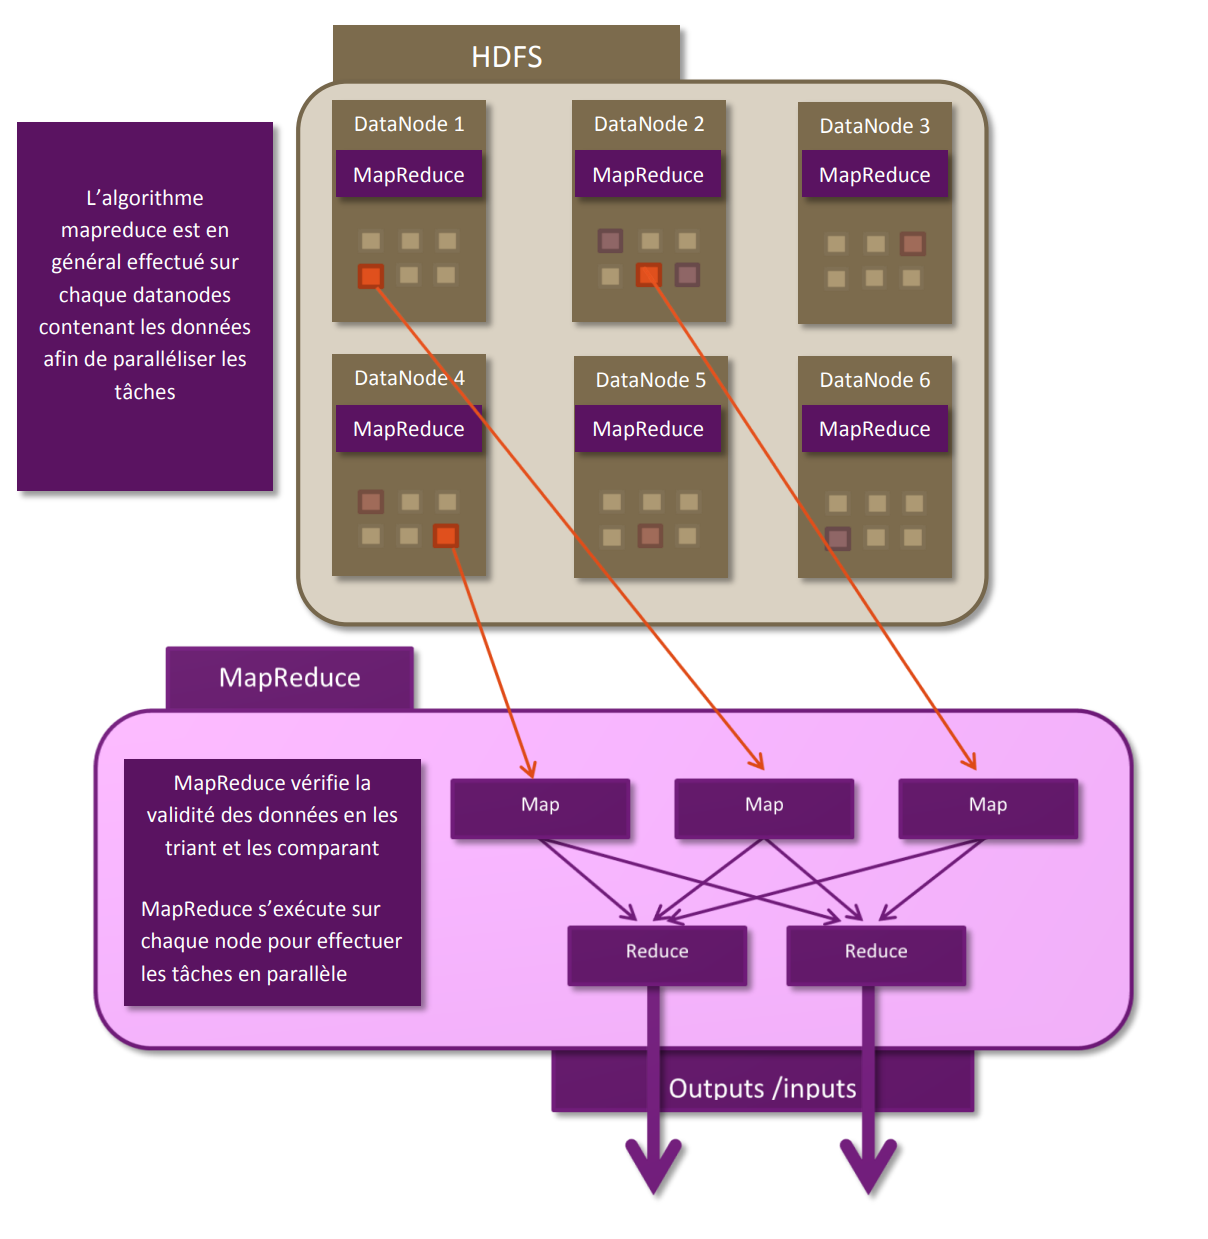 HDFS
DataNode 1
MapReduce
DataNode 2
MapReduce
DataNode 3
MapReduce
L’algorithme
mapreduce est en
général effectué sur
chaque datanodes
contenant les données
afin de paralléliser les
tâches
DataNode 4
MapReduce
DataNode 5
MapReduce
DataNode 6
MapReduce
MapReduce
MapReduce vérifie la
validité des données en les
triant et les comparant
MapReduce s’exécute sur
chaque node pour effectuer
les tâches en parallèle
Map
Map
Map
Reduce
Reduce
Outputs /inputs